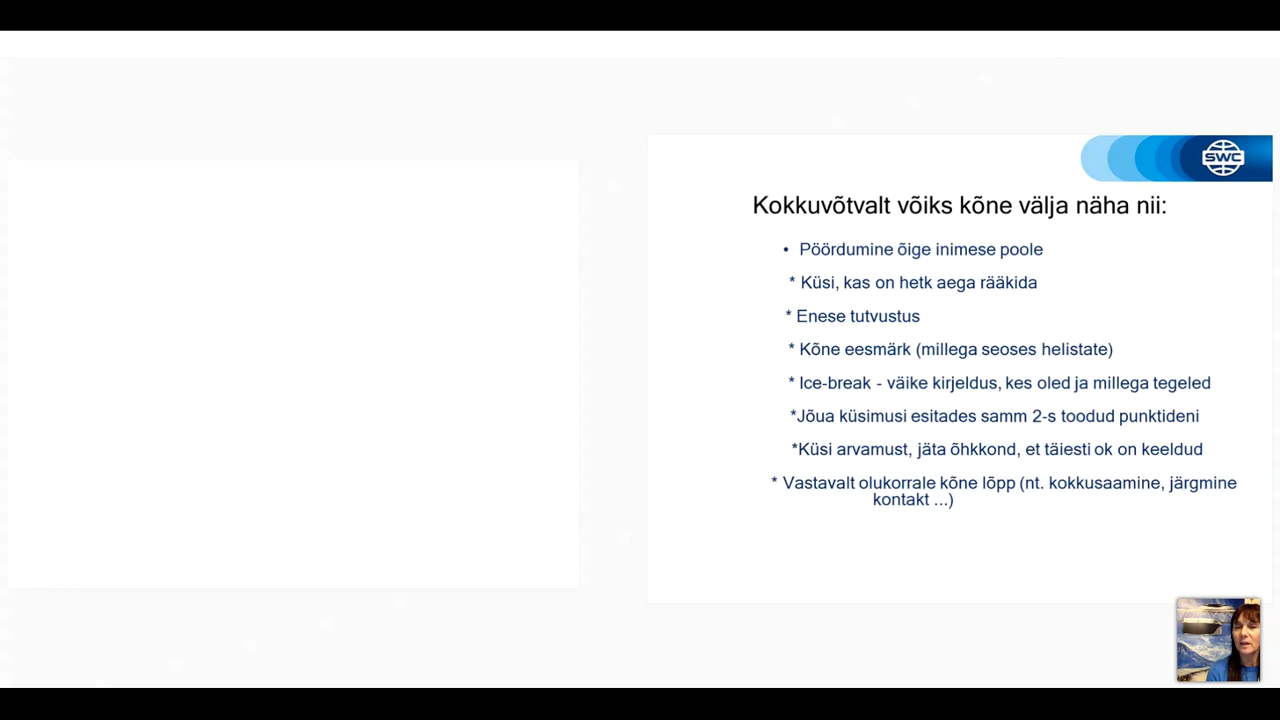 SWC
Kokkuvõtvalt võiks kõne välja näha nii:
• Pöördumine õige inimese poole
* Küsi, kas on hetk aega rääkida
* Enese tutvustus
* Kõne eesmärk (millega seoses helistate)
* Ice-break - väike kirjeldus, kes oled ja millega tegeled
*Jõua küsimusi esitades samm 2-s toodud punktideni
*Küsi arvamust, jäta õhkkond, et täiesti ok on keeldud
* Vastavalt olukorrale kõne lõpp (nt. kokkusaamine, järgmine
kontakt ...)